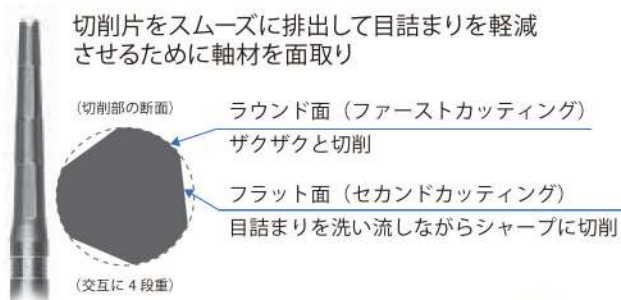 切削片をスムーズに排出して目詰まりを軽減
させるために軸材を面取り
(切削部の断面)
ラウンド面(ファーストカッティング)
ザクザクと切削
フラット面(セカンドカッティング)
目詰まりを洗い流しながらシャープに切削
(交互に4段重)